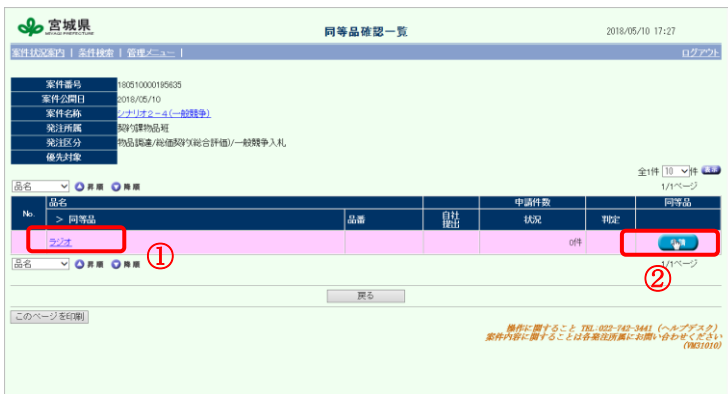 宮城県
MIYAGI PREFECTURE
同等品確認一覧
2018/05/10 17:27
案件状況案内 | 条件検索 | 管理メニュー |
ログアウト
案件番号 180510000195635
案件公開日 2018/05/10
案件名称 シナリオ2-4(一般競争)
発注所属 契約課物品班
発注区分 物品調達/総価契約(総合評価)/一般競争入札
優先対象
全1件 10 件 表示
品名 昇順 降順 1/1ページ
No. 品名 申請件数 同等品
> 同等品 品番 自社提出 状況 判定
ラジオ 0件
① ②
品名 昇順 降順 1/1ページ
戻る
このページを印刷
操作に関すること TEL:022-742-3441 (ヘルプデスク)
案件内容に関することは各発注所属にお問い合わせください
(VM31010)